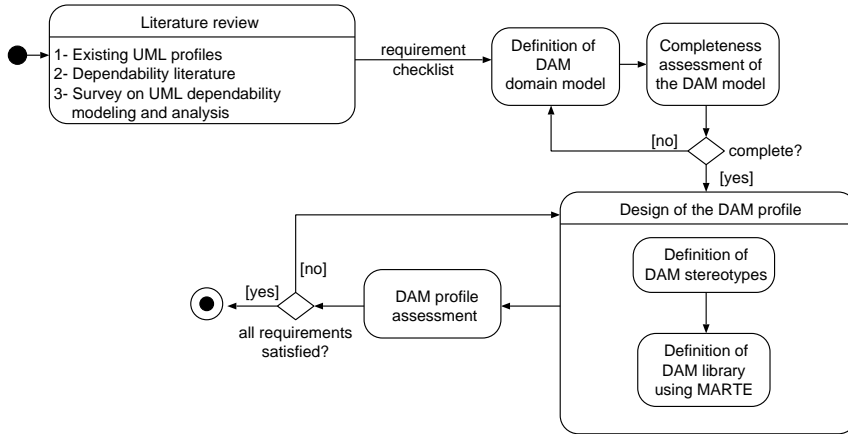 Literature review
1- Existing UML profiles
2- Dependability literature
3- Survey on UML dependability
modeling and analysis
requirement
checklist
Definition of
DAM
domain model
Completeness
assessment of
the DAM model
[no]
complete?
[yes]
Design of the DAM profile
Definition of
DAM stereotypes
Definition of
DAM library
using MARTE
DAM profile
assessment
[no]
[yes]
all requirements
satisfied?